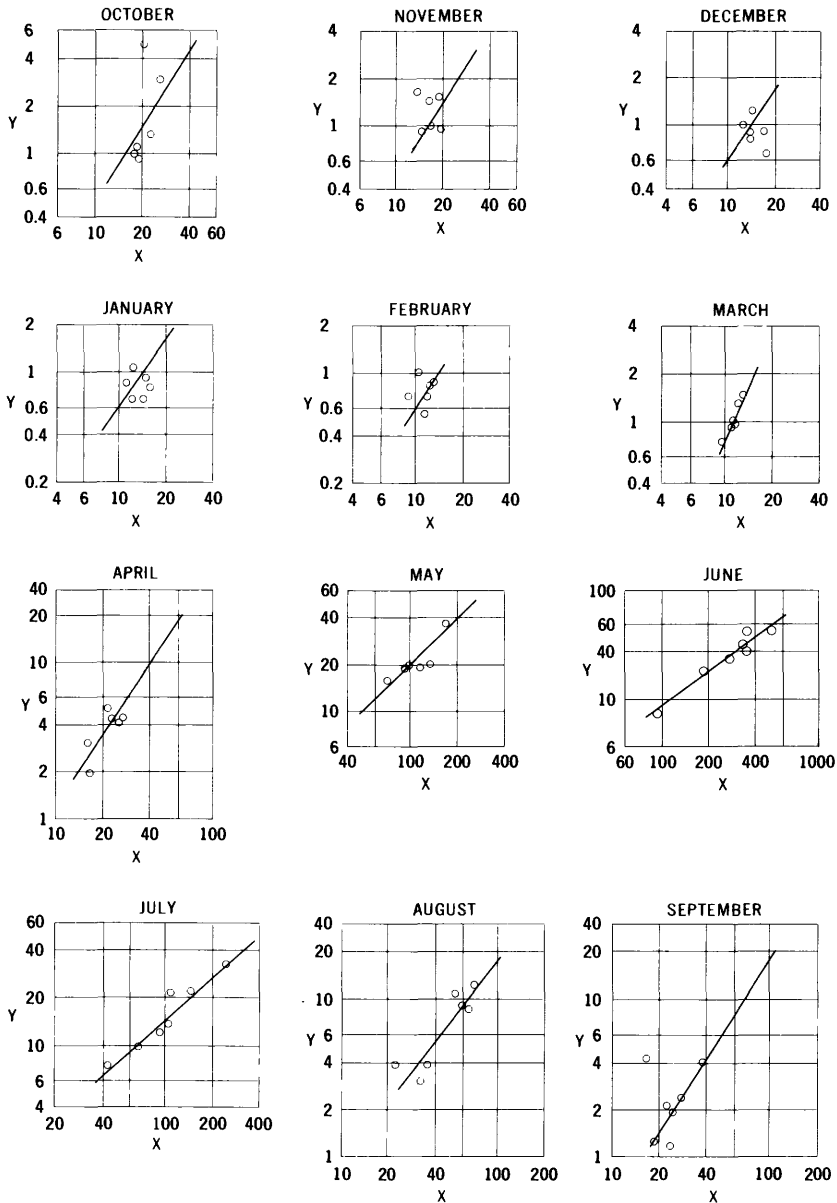 OCTOBER
6
4
2
Y
1
0.6
0.4
6 10 20 40 60
X
NOVEMBER
4
2
Y
1
0.6
0.4
6 10 20 40 60
X
DECEMBER
4
2
Y
1
0.6
0.4
4 6 10 20 40
X
JANUARY
2
1
Y
0.6
0.4
0.2
4 6 10 20 40
X
FEBRUARY
2
1
Y
0.6
0.4
0.2
4 6 10 20 40
X
MARCH
4
2
Y
1
0.6
0.4
4 6 10 20 40
X
APRIL
40
20
10
6
Y
4
2
1
10 20 40 100
X
MAY
60
40
Y
20
10
6
40 100 200 400
X
JUNE
100
60
Y
40
10
6
60 100 200 400 1000
X
JULY
60
40
20
Y
10
6
4
20 40 100 200 400
X
AUGUST
40
20
10
Y
6
4
2
1
10 20 40 100 200
X
SEPTEMBER
40
20
10
Y
6
4
2
1
10 20 40 100 200
X